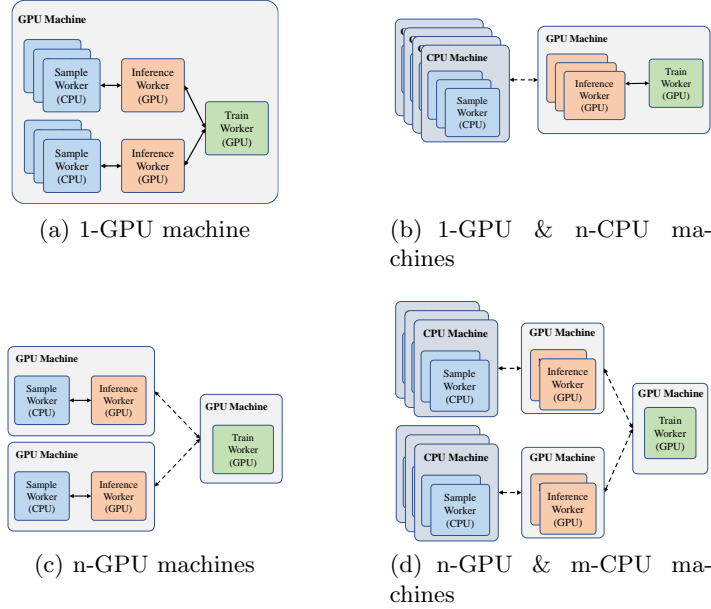 GPU Machine
Sample
Worker
(CPU)
Inference
Worker
(GPU)
Train
Worker
(GPU)
Sample
Worker
(CPU)
Inference
Worker
(GPU)
(a) 1-GPU machine
CPU Machine
Sample
Worker
(CPU)
GPU Machine
Inference
Worker
(GPU)
Train
Worker
(GPU)
(b) 1-GPU & n-CPU ma-
chines
GPU Machine
Sample
Worker
(CPU)
Inference
Worker
(GPU)
GPU Machine
Sample
Worker
(CPU)
Inference
Worker
(GPU)
GPU Machine
Train
Worker
(GPU)
(c) n-GPU machines
CPU Machine
Sample
Worker
(CPU)
GPU Machine
Inference
Worker
(GPU)
CPU Machine
Sample
Worker
(CPU)
GPU Machine
Inference
Worker
(GPU)
GPU Machine
Train
Worker
(GPU)
(d) n-GPU & m-CPU ma-
chines